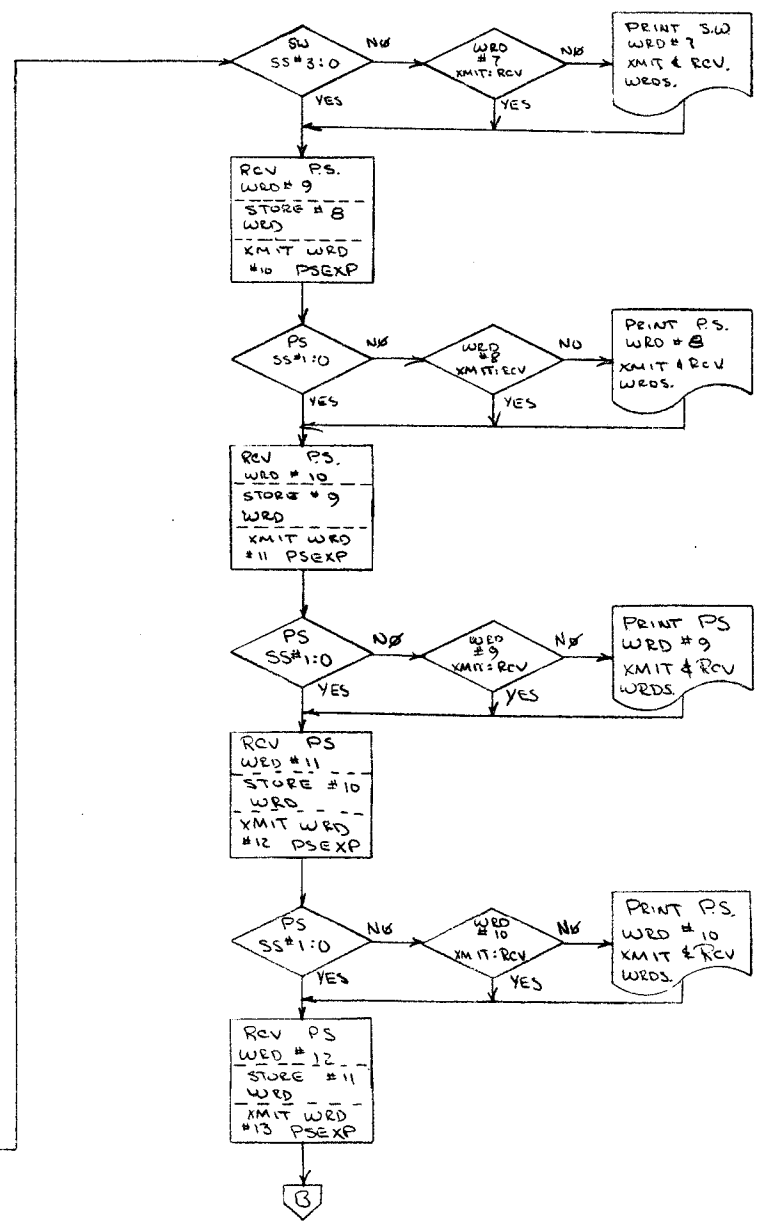 SW
SS#3:0
NØ
WRD
#7
XMIT:RCV
NØ
PRINT S.W.
WRD#7
XMIT & RCV.
WRDS.
YES
YES
RCV P.S.
WRD# 9
STORE # 8
WRD
XMIT WRD
#10 PSEXP
PS
SS#1:0
NØ
WRD
#8
XMIT:RCV
NO
PRINT P.S.
WRD # 8
XMIT & RCV
WRDS.
YES
YES
RCV P.S.
WRD # 10
STORE # 9
WRD
XMIT WRD
#11 PSEXP
PS
SS#1:0
NØ
WRD
#9
XMIT:RCV
NØ
PRINT PS
WRD #9
XMIT & RCV
WRDS.
YES
YES
RCV PS
WRD #11
STORE #10
WRD
XMIT WRD
#12 PSEXP
PS
SS#1:0
NØ
WRD
#10
XMIT:RCV
NØ
PRINT P.S.
WRD # 10
XMIT & RCV
WRDS.
YES
YES
RCV PS
WRD # 12
STORE #11
WRD
XMIT WRD
#13 PSEXP
B